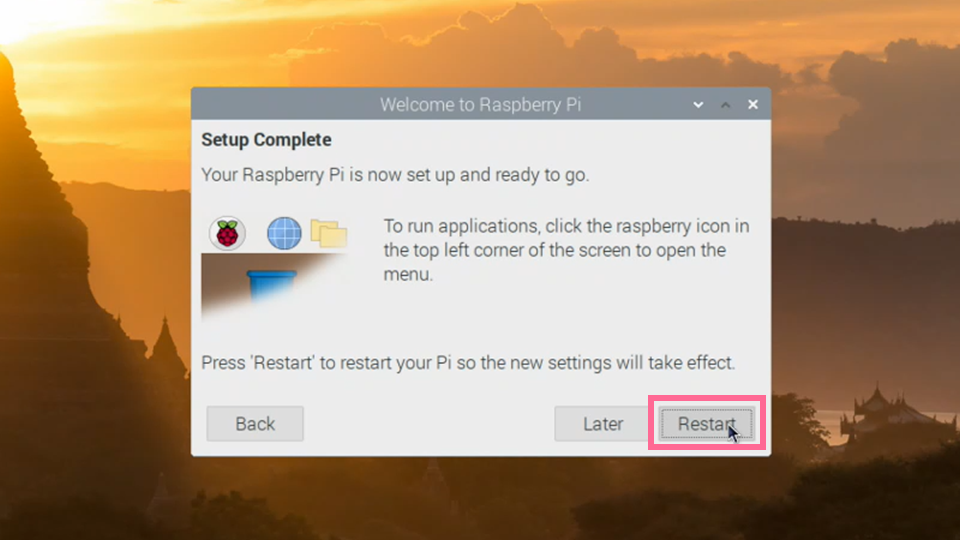 Welcome to Raspberry Pi
Setup Complete
Your Raspberry Pi is now set up and ready to go.
To run applications, click the raspberry icon in
the top left corner of the screen to open the
menu.
Press 'Restart' to restart your Pi so the new settings will take effect.
Back
Later
Restart